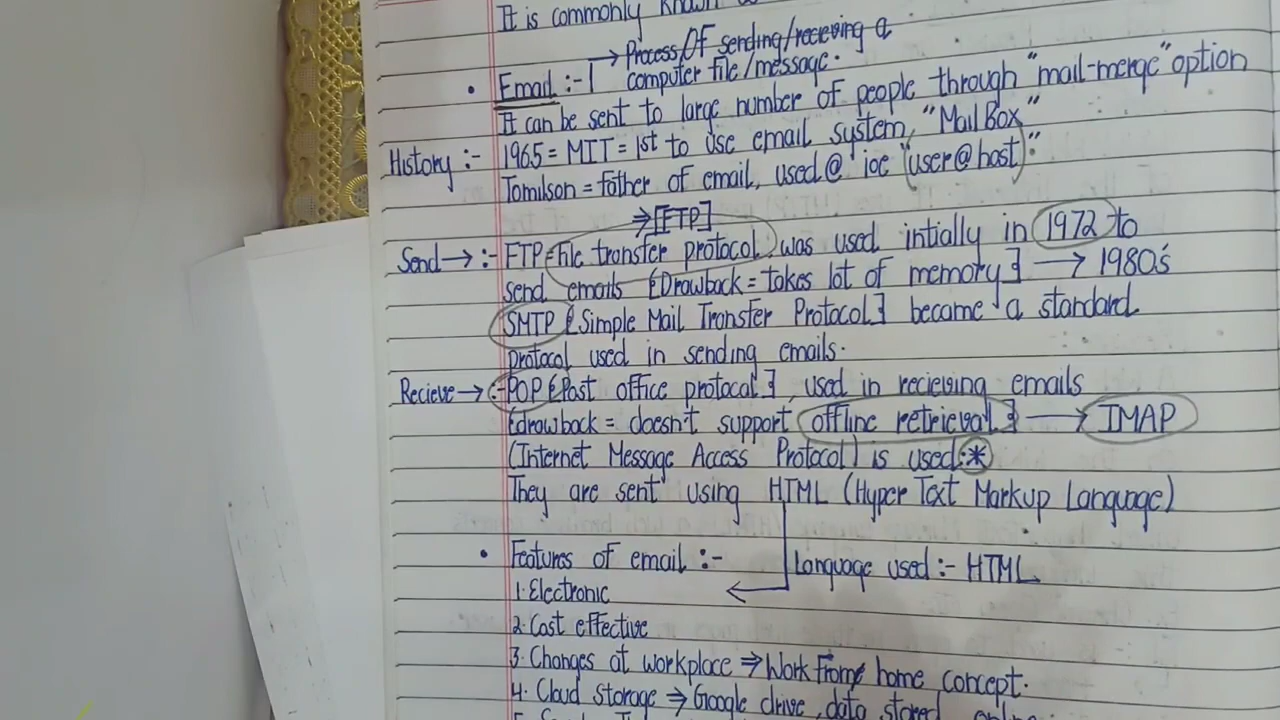 It is commonly known
→ Process Of sending/recieving a
• Email :- computer file/message.
It can be sent to large number of people through "mail-merge" option
History :- 1965 = MIT = 1st to use email system, "MailBox"
Tomilson = father of email, used @ ioe "(user@host)."
⇒[FTP]
Send → :- FTP = File transfer protocol was used intially in 1972 to
send emails [Drawback = takes lot of memory] → 1980's
SMTP [Simple Mail Transfer Protocol] became a standard
protocol used in sending emails.
Recieve → :- POP [Post office protocol], used in recieving emails
[drawback = doesn't support offline retrieval] → IMAP
(Internet Message Access Protocol) is used. *
They are sent using HTML (Hyper Text Markup Language)
• Features of email :- Language used :- HTML
1. Electronic
2. Cost effective
3. Changes at workplace ⇒ Work From home concept.
4. Cloud storage ⇒ Google drive, data stored online